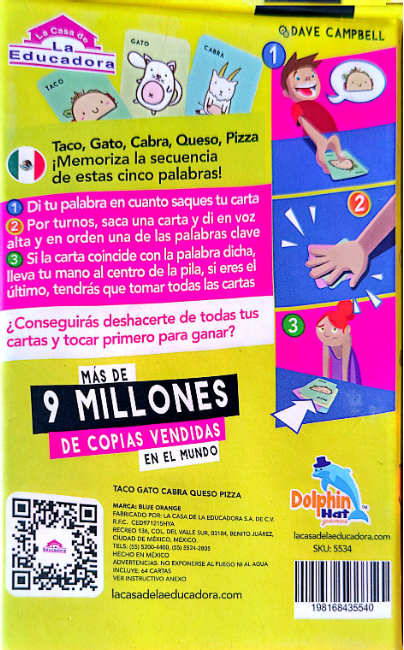 La Casa de
La
Educadora
DAVE CAMPBELL
TACO
GATO
CABRA
Taco, Gato, Cabra, Queso, Pizza
¡Memoriza la secuencia
de estas cinco palabras!
1 Di tu palabra en cuanto saques tu carta
2 Por turnos, saca una carta y di en voz
alta y en orden una de las palabras clave
3 Si la carta coincide con la palabra dicha,
lleva tu mano al centro de la pila, si eres el
último, tendrás que tomar todas las cartas
¿Conseguirás deshacerte de todas tus
cartas y tocar primero para ganar?
1
2
3
MÁS DE
9 MILLONES
DE COPIAS VENDIDAS
EN EL MUNDO
TACO GATO CABRA QUESO PIZZA
MARCA: BLUE ORANGE
FABRICADO POR: LA CASA DE LA EDUCADORA S.A. DE C.V.
R.F.C. CED971215HYA
RECREO 136, COL. DEL VALLE SUR, 03104, BENITO JUÁREZ,
CIUDAD DE MÉXICO, MÉXICO.
TELS: (55) 5200-4400, (55) 5524-2805
HECHO EN MÉXICO
ADVERTENCIAS: NO EXPONERSE AL FUEGO NI AL AGUA
INCLUYE: 64 CARTAS
VER INSTRUCTIVO ANEXO
lacasadelaeducadora.com
Dolphin
Hat
games
TM
lacasadelaeducadora.com
SKU: 5534
198168435540